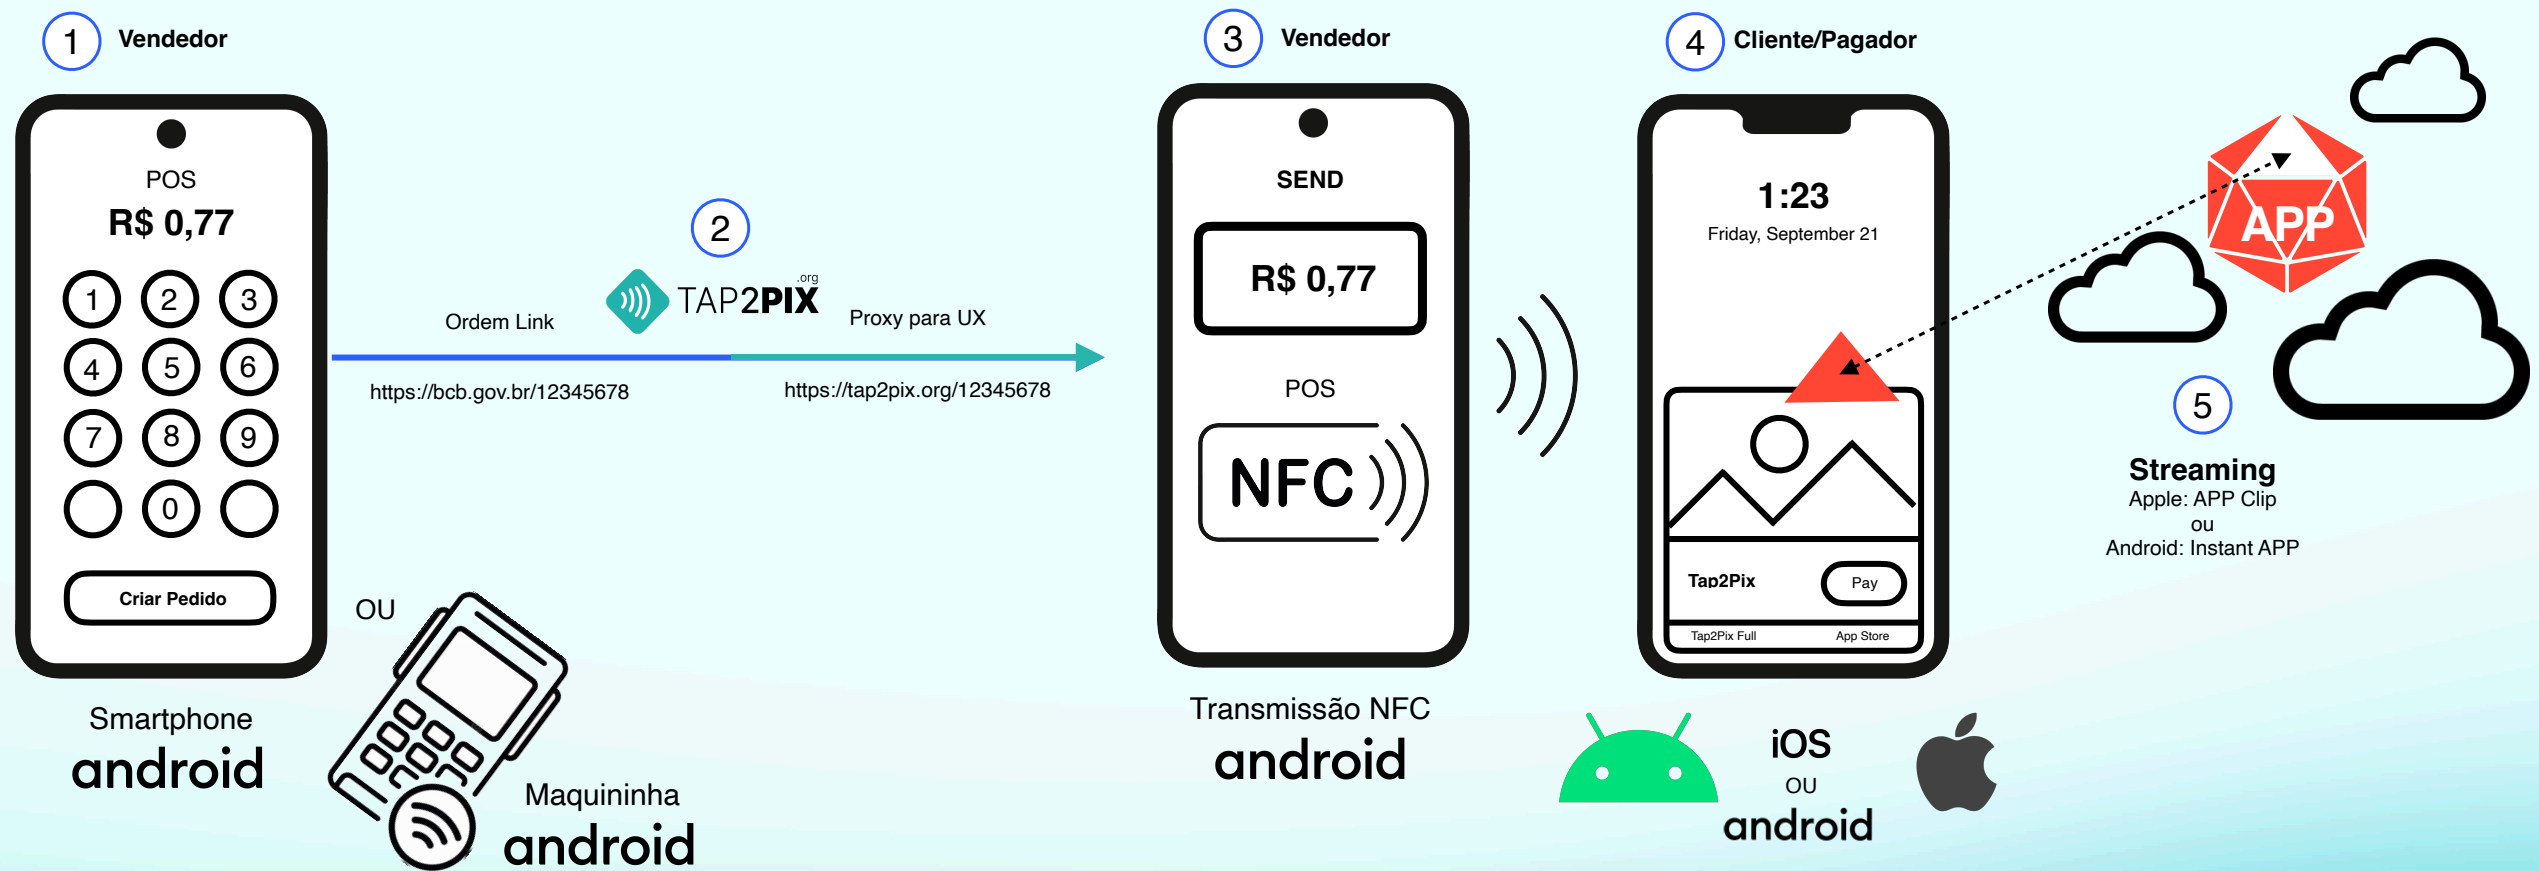 1 Vendedor
POS
R$ 0,77
1 2 3
4 5 6
7 8 9
0
Criar Pedido
Smartphone
android
OU
Maquininha
android
2
TAP2PIX
.org
Ordem Link
Proxy para UX
https://bcb.gov.br/12345678
https://tap2pix.org/12345678
3 Vendedor
SEND
R$ 0,77
POS
NFC
Transmissão NFC
android
4 Cliente/Pagador
1:23
Friday, September 21
Tap2Pix
Pay
Tap2Pix Full
App Store
iOS
OU
android
APP
5
Streaming
Apple: APP Clip
ou
Android: Instant APP